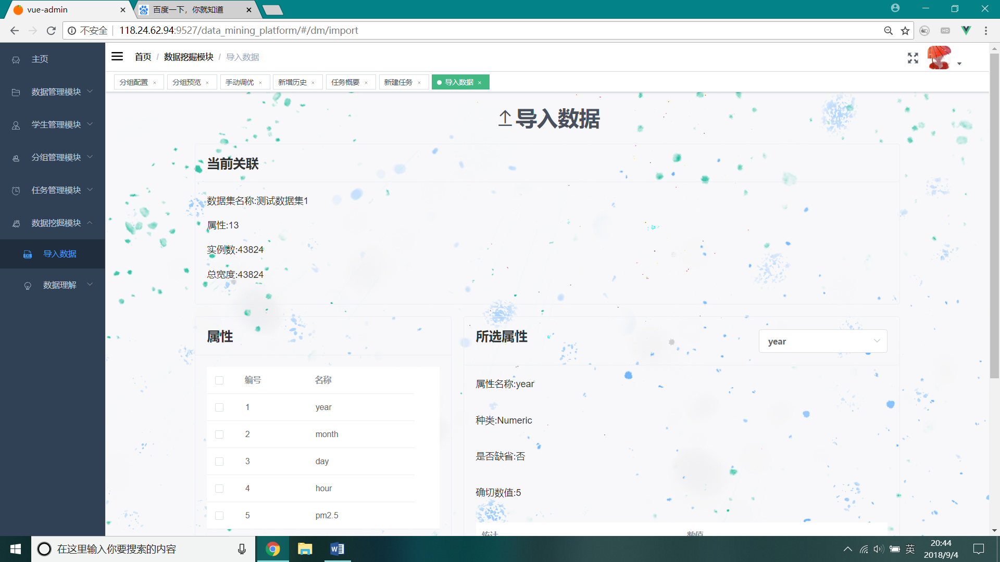 vue-admin
百度一下，你就知道
不安全
118.24.62.94:9527/data_mining_platform/#/dm/import
主页
数据管理模块
学生管理模块
分组管理模块
任务管理模块
数据挖掘模块
导入数据
数据理解
首页 / 数据挖掘模块 / 导入数据
分组配置 ×
分组预览 ×
手动调优 ×
新增历史 ×
任务概要 ×
新建任务 ×
导入数据 ×
导入数据
当前关联
数据集名称:测试数据集1
属性:13
实例数:43824
总宽度:43824
属性
编号 名称
1 year
2 month
3 day
4 hour
5 pm2.5
所选属性
year
属性名称:year
种类:Numeric
是否缺省:否
确切数值:5
统计 数值
在这里输入你要搜索的内容
英
20:44
2018/9/4